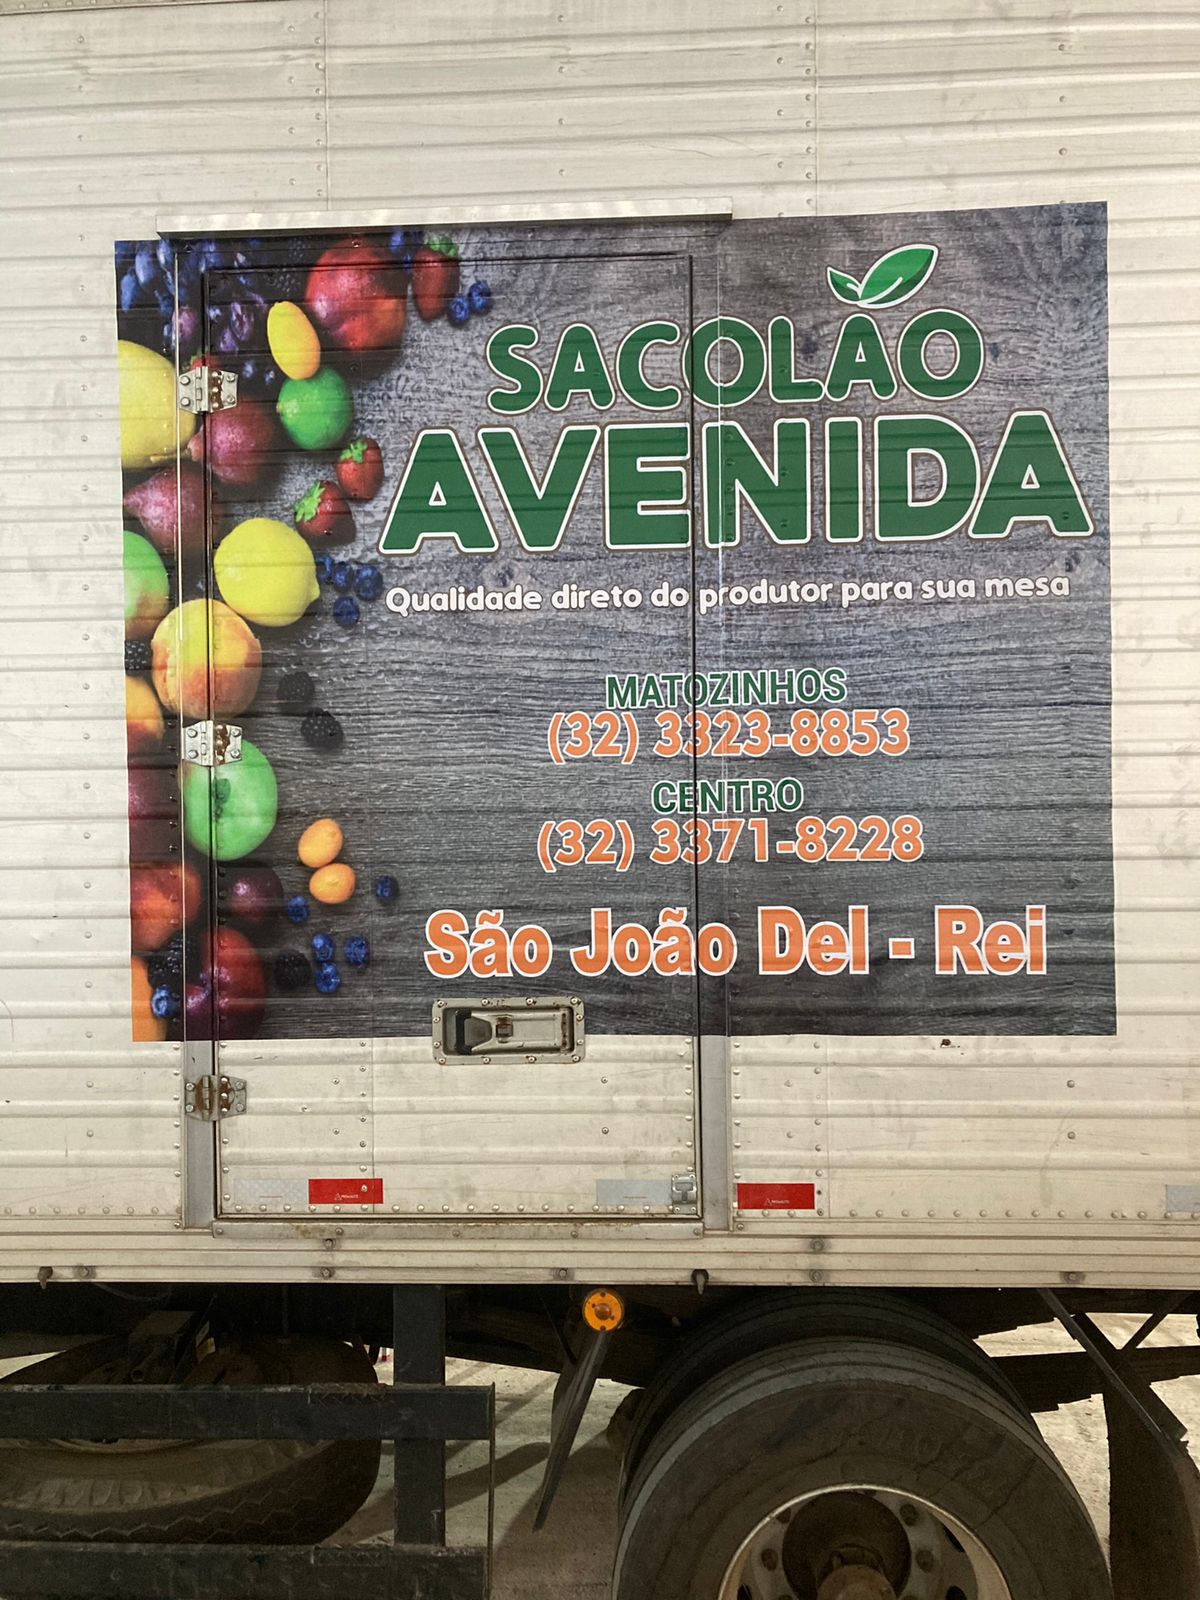 SACOLÃO
AVENIDA
Qualidade direto do produtor para sua mesa
MATOZINHOS
(32) 3323-8853
CENTRO
(32) 3371-8228
São João Del - Rei